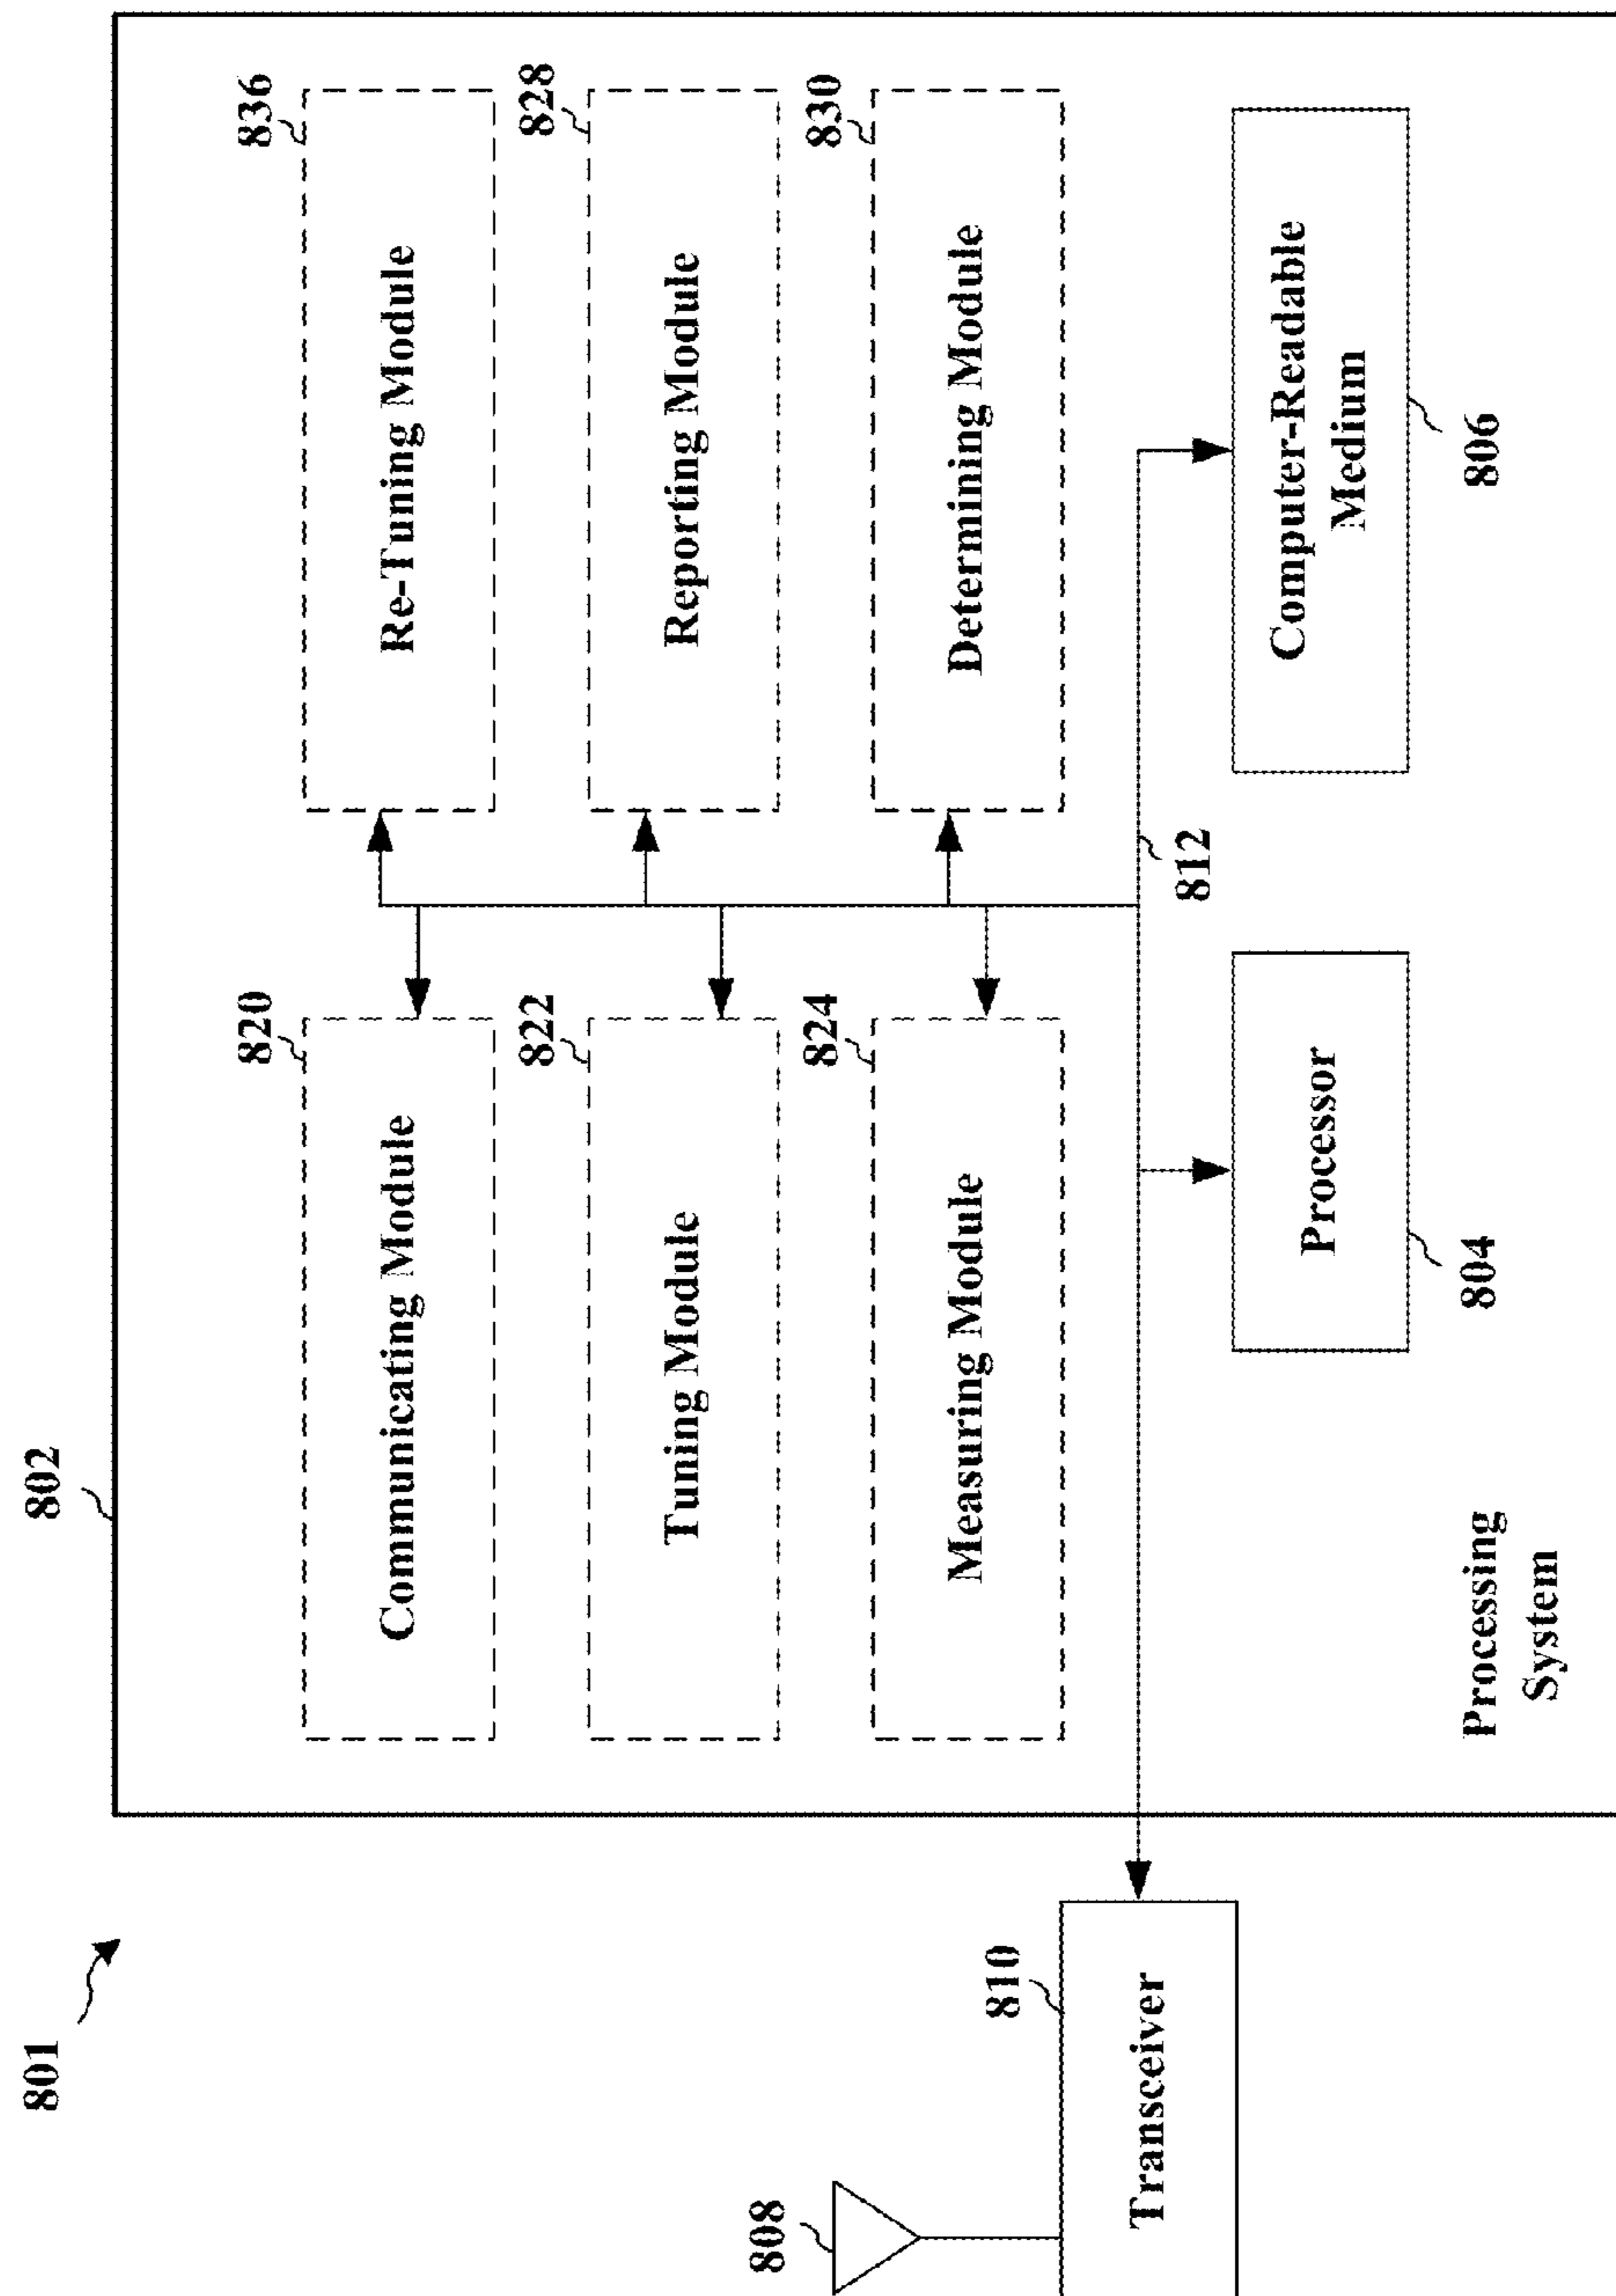 801
802
820
Communicating Module
836
Re-Tuning Module
822
Tuning Module
828
Reporting Module
824
Measuring Module
830
Determining Module
808
810
Transceiver
812
Processor
804
Computer-Readable
Medium
806
Processing
System